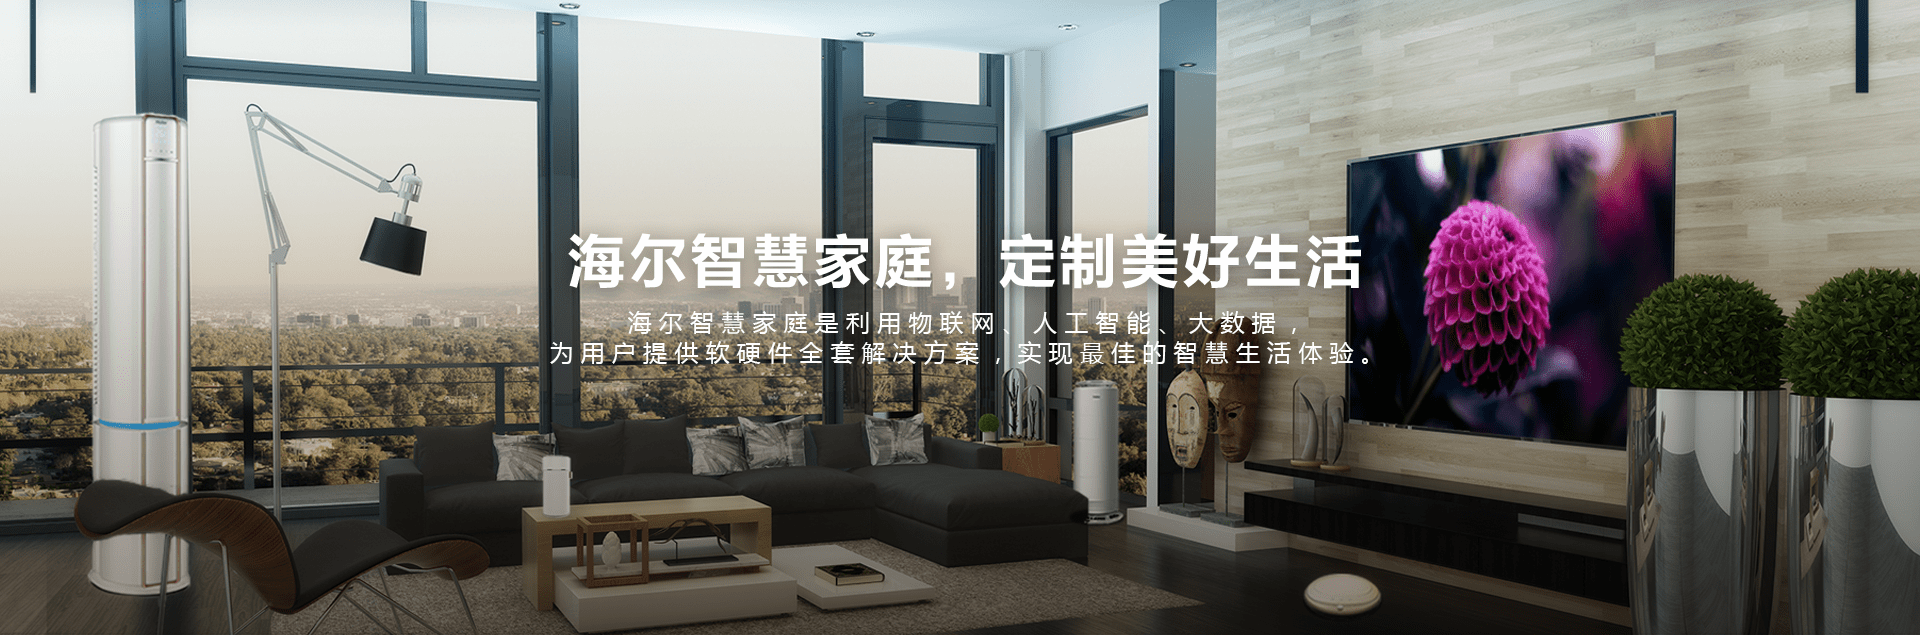 海尔智慧家庭，定制美好生活
海尔智慧家庭是利用物联网、人工智能、大数据，
为用户提供软硬件全套解决方案，实现最佳的智慧生活体验。